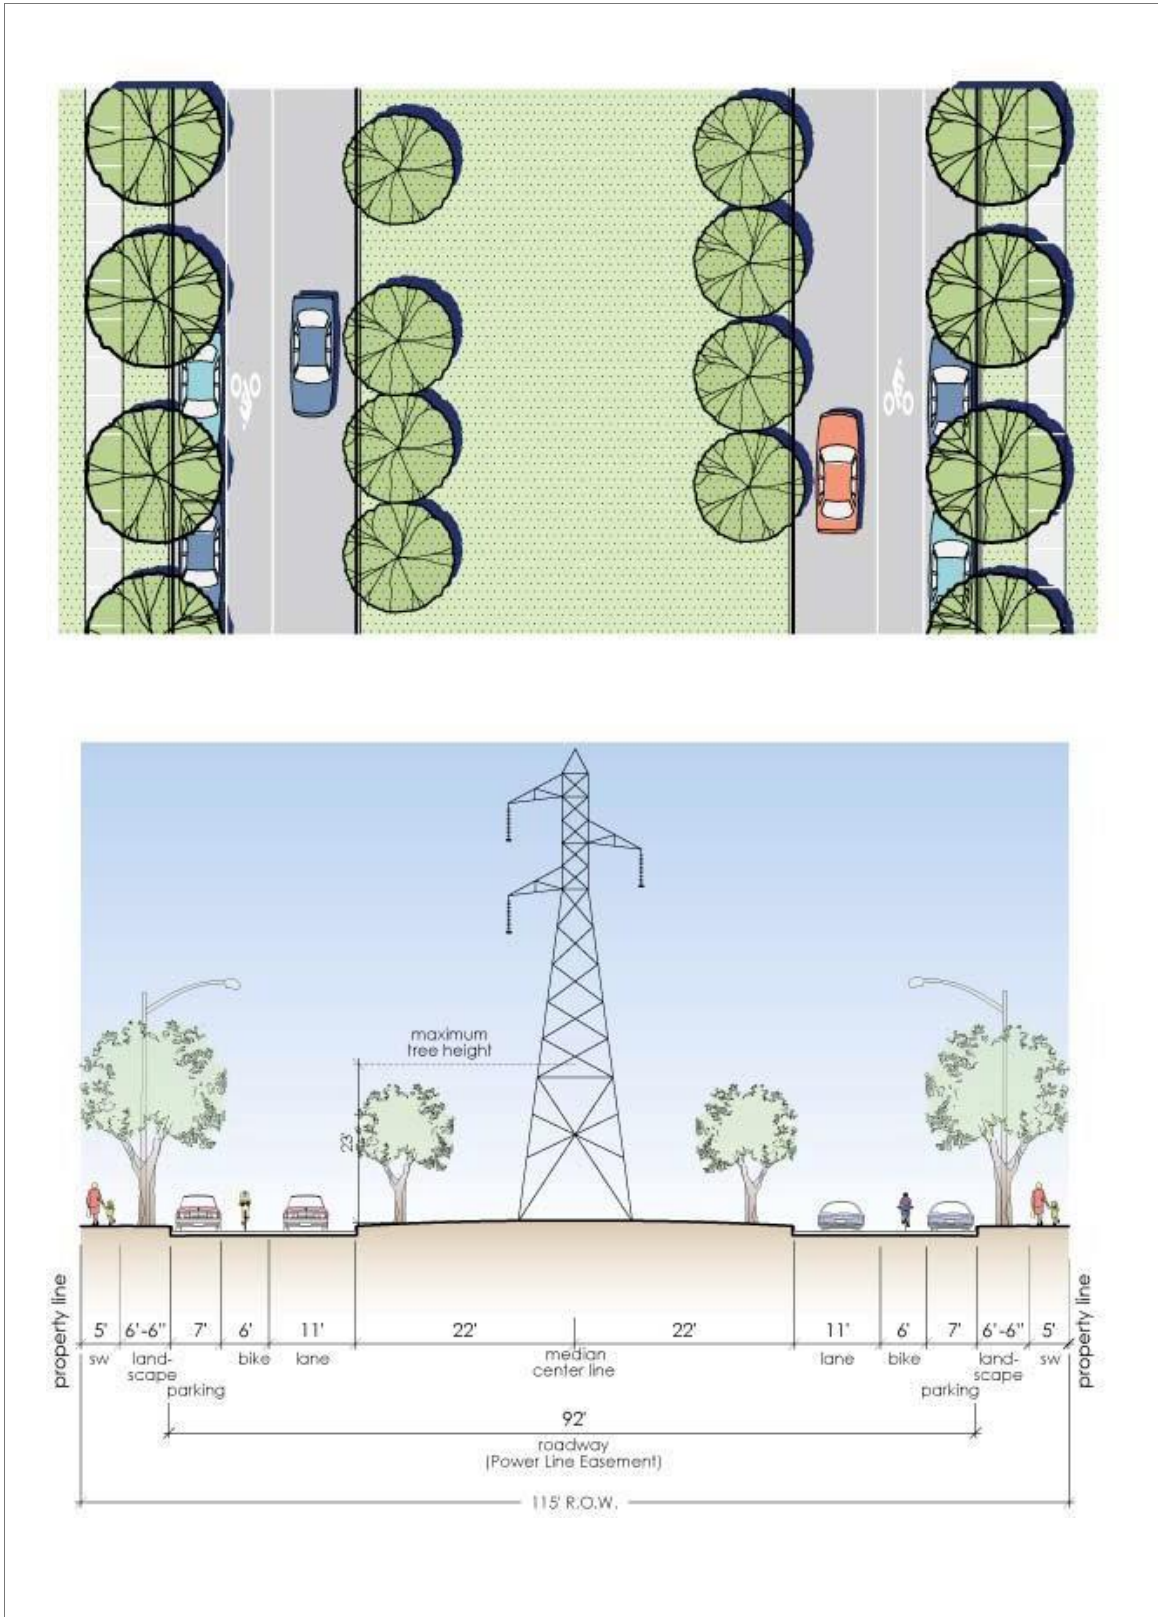 maximum
tree height
23'
property line
property line
5' 6'-6" 7' 6' 11' 22' 22' 11' 6' 7' 6'-6" 5'
sw land-scape parking bike lane median center line lane bike parking land-scape sw
92'
roadway
(Power Line Easement)
115' R.O.W.